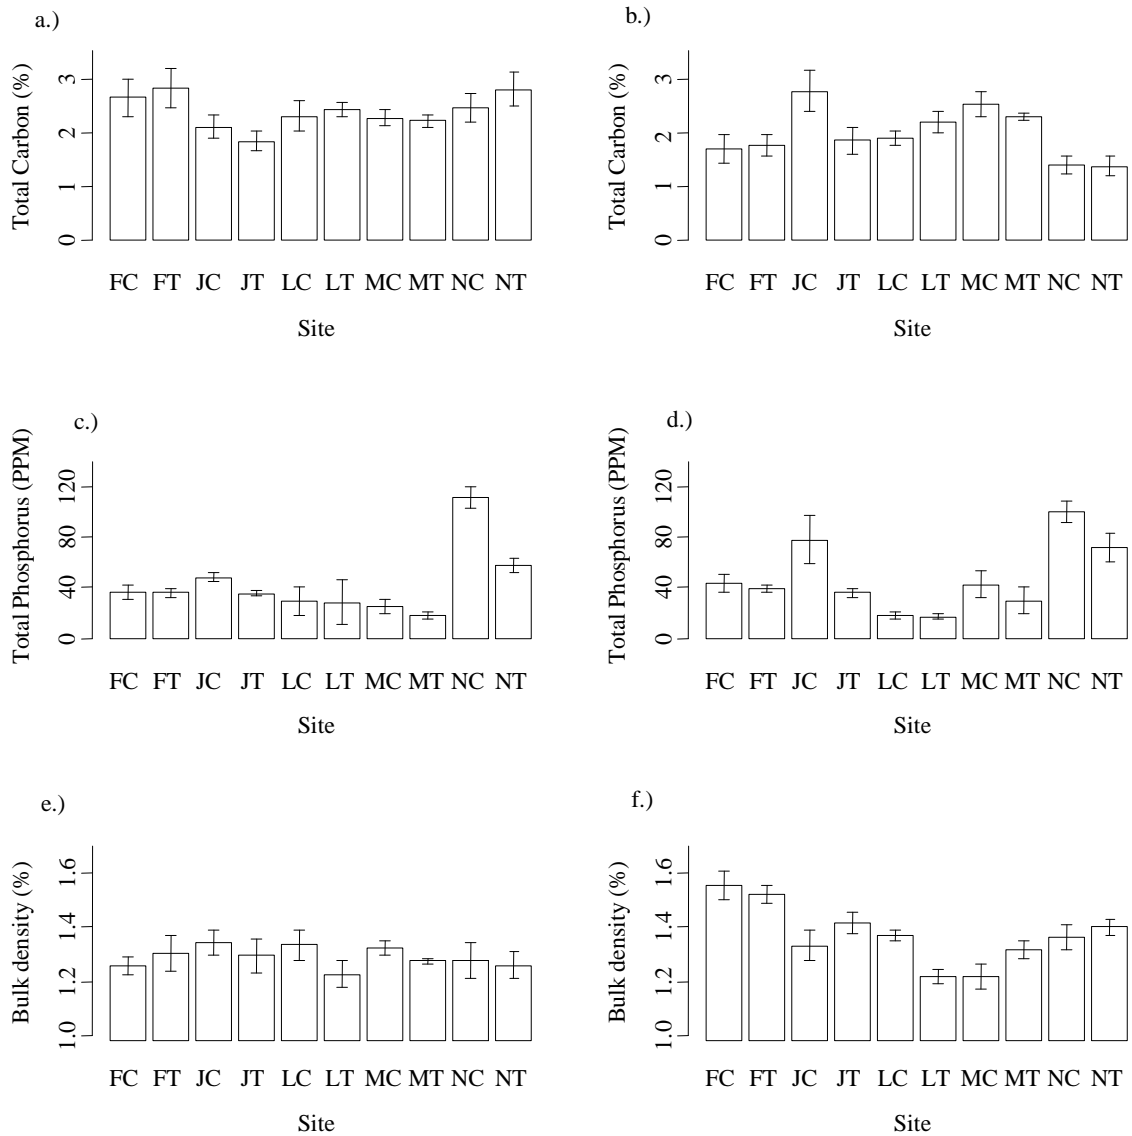 a.)
Total Carbon (%)
0 1 2 3
FC FT JC JT LC LT MC MT NC NT
Site
b.)
Total Carbon (%)
0 1 2 3
FC FT JC JT LC LT MC MT NC NT
Site
c.)
Total Phosphorus (PPM)
0 40 80 120
FC FT JC JT LC LT MC MT NC NT
Site
d.)
Total Phosphorus (PPM)
0 40 80 120
FC FT JC JT LC LT MC MT NC NT
Site
e.)
Bulk density (%)
1.0 1.2 1.4 1.6
FC FT JC JT LC LT MC MT NC NT
Site
f.)
Bulk density (%)
1.0 1.2 1.4 1.6
FC FT JC JT LC LT MC MT NC NT
Site